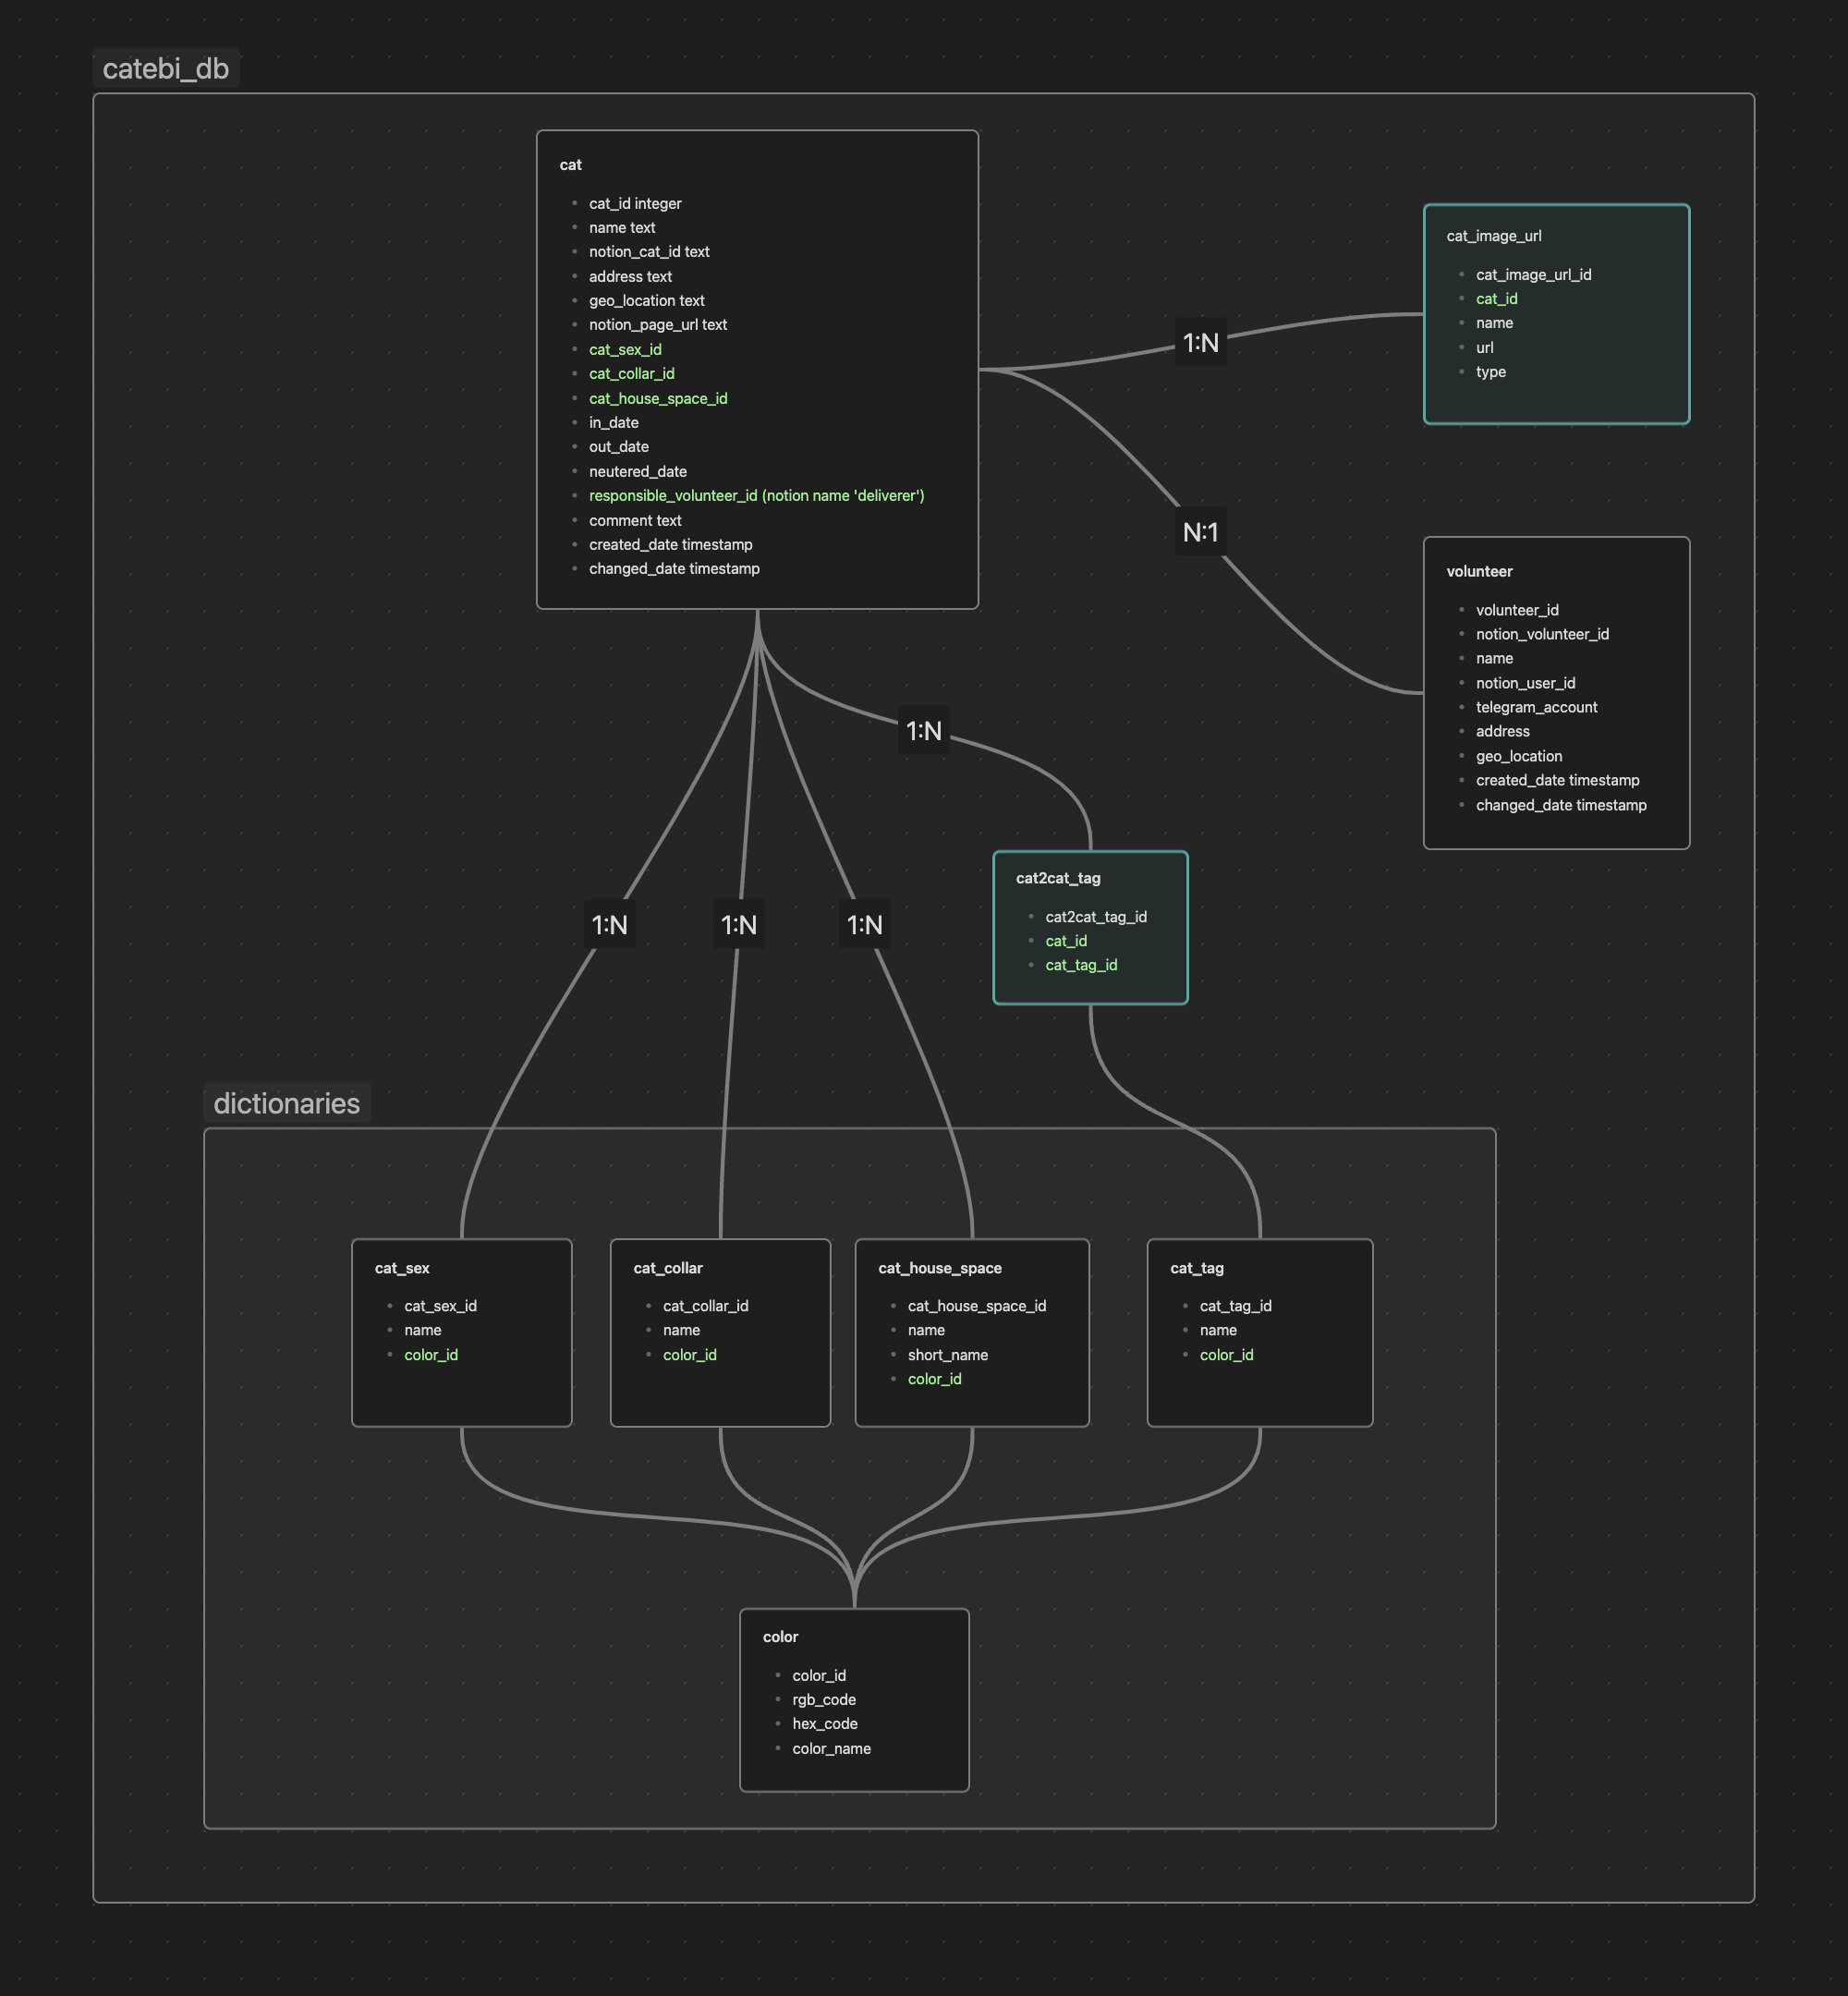 catebi_db
cat
cat_id integer
name text
notion_cat_id text
address text
geo_location text
notion_page_url text
cat_sex_id
cat_collar_id
cat_house_space_id
in_date
out_date
neutered_date
responsible_volunteer_id (notion name 'deliverer')
comment text
created_date timestamp
changed_date timestamp
1:N
cat_image_url
cat_image_url_id
cat_id
name
url
type
N:1
volunteer
volunteer_id
notion_volunteer_id
name
notion_user_id
telegram_account
address
geo_location
created_date timestamp
changed_date timestamp
1:N
cat2cat_tag
cat2cat_tag_id
cat_id
cat_tag_id
1:N
1:N
1:N
dictionaries
cat_sex
cat_sex_id
name
color_id
cat_collar
cat_collar_id
name
color_id
cat_house_space
cat_house_space_id
name
short_name
color_id
cat_tag
cat_tag_id
name
color_id
color
color_id
rgb_code
hex_code
color_name